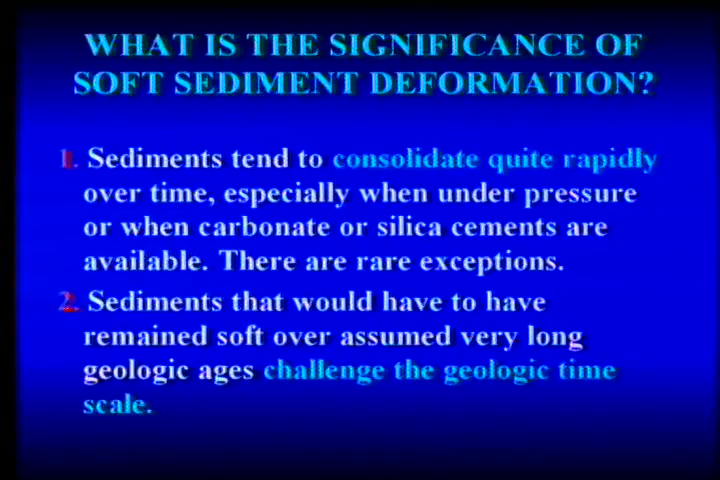 WHAT IS THE SIGNIFICANCE OF
SOFT SEDIMENT DEFORMATION?
1. Sediments tend to consolidate quite rapidly
over time, especially when under pressure
or when carbonate or silica cements are
available. There are rare exceptions.
2. Sediments that would have to have
remained soft over assumed very long
geologic ages challenge the geologic time
scale.